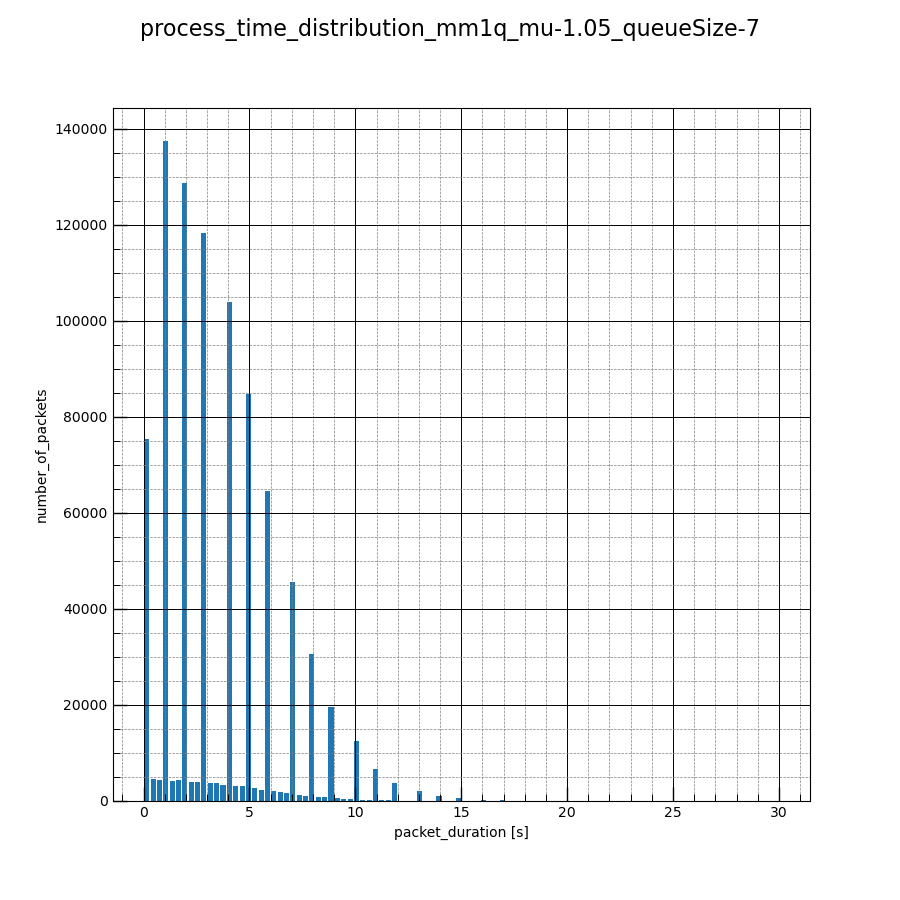 process_time_distribution_mm1q_mu-1.05_queueSize-7
140000
120000
100000
80000
60000
40000
20000
0
number_of_packets
0 5 10 15 20 25 30
packet_duration [s]